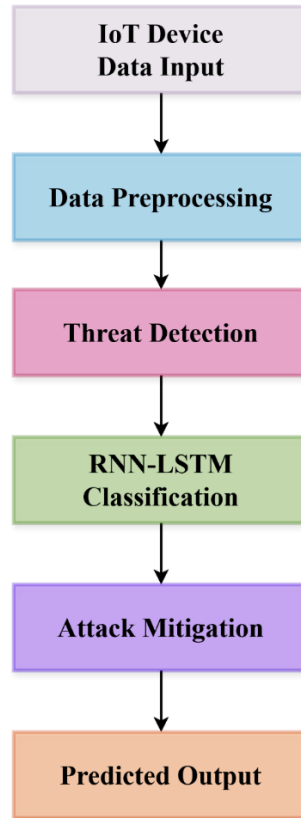 IoT Device
Data Input
Data Preprocessing
Threat Detection
RNN-LSTM
Classification
Attack Mitigation
Predicted Output